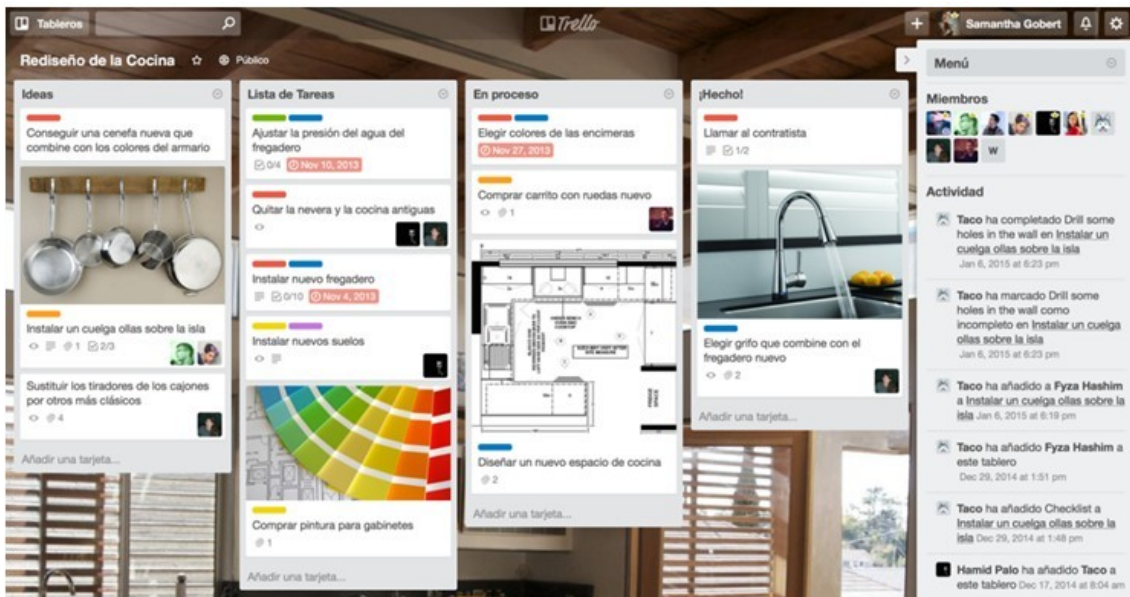 Tableros
Trello
Samantha Gobert
Rediseño de la Cocina
Público
Ideas
Conseguir una cenefa nueva que
combine con los colores del armario
Instalar un cuelga ollas sobre la isla
1 2/3
Sustituir los tiradores de los cajones
por otros más clásicos
4
Añadir una tarjeta...
Lista de Tareas
Ajustar la presión del agua del
fregadero
0/4 Nov 10, 2013
Quitar la nevera y la cocina antiguas
Instalar nuevo fregadero
0/10 Nov 4, 2013
Instalar nuevos suelos
Comprar pintura para gabinetes
1
Añadir una tarjeta...
En proceso
Elegir colores de las encimeras
Nov 27, 2013
Comprar carrito con ruedas nuevo
1
FRIDGE
SPACE
Diseñar un nuevo espacio de cocina
2
Añadir una tarjeta...
¡Hecho!
Llamar al contratista
1/2
Elegir grifo que combine con el
fregadero nuevo
2
Añadir una tarjeta...
Menú
Miembros
W
Actividad
Taco ha completado Drill some
holes in the wall en Instalar un
cuelga ollas sobre la isla
Jan 6, 2015 at 6:23 pm
Taco ha marcado Drill some
holes in the wall como
incompleto en Instalar un cuelga
ollas sobre la isla
Jan 6, 2015 at 6:23 pm
Taco ha añadido a Fyza Hashim
a Instalar un cuelga ollas sobre la
isla Jan 6, 2015 at 6:19 pm
Taco ha añadido Fyza Hashim a
este tablero
Dec 29, 2014 at 1:51 pm
Taco ha añadido Checklist a
Instalar un cuelga ollas sobre la
isla Dec 29, 2014 at 1:48 pm
Hamid Palo ha añadido Taco a
este tablero Dec 17, 2014 at 8:04 am